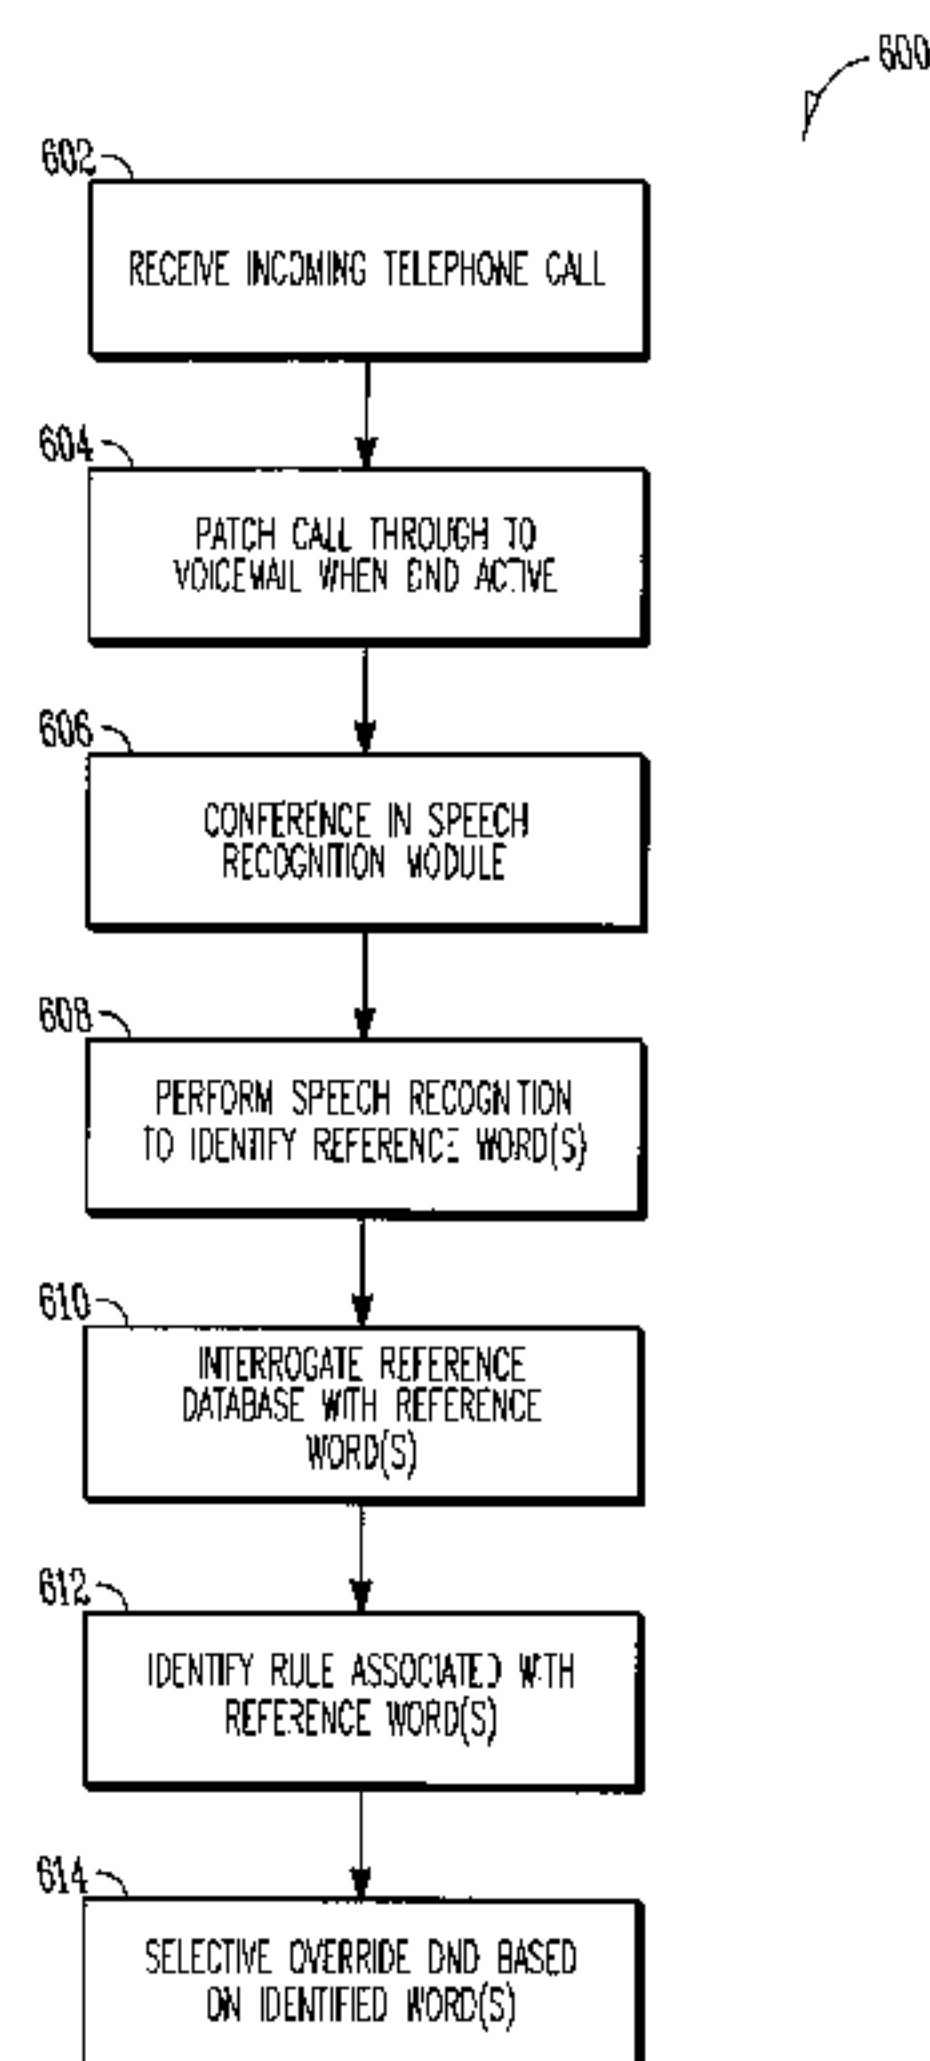 600
602
RECEIVE INCOMING TELEPHONE CALL
604
PATCH CALL THROUGH TO
VOICEMAIL WHEN DND ACTIVE
606
CONFERENCE IN SPEECH
RECOGNITION MODULE
608
PERFORM SPEECH RECOGNITION
TO IDENTIFY REFERENCE WORD(S)
610
INTERROGATE REFERENCE
DATABASE WITH REFERENCE
WORD(S)
612
IDENTIFY RULE ASSOCIATED WITH
REFERENCE WORD(S)
614
SELECTIVE OVERRIDE DND BASED
ON IDENTIFIED WORD(S)